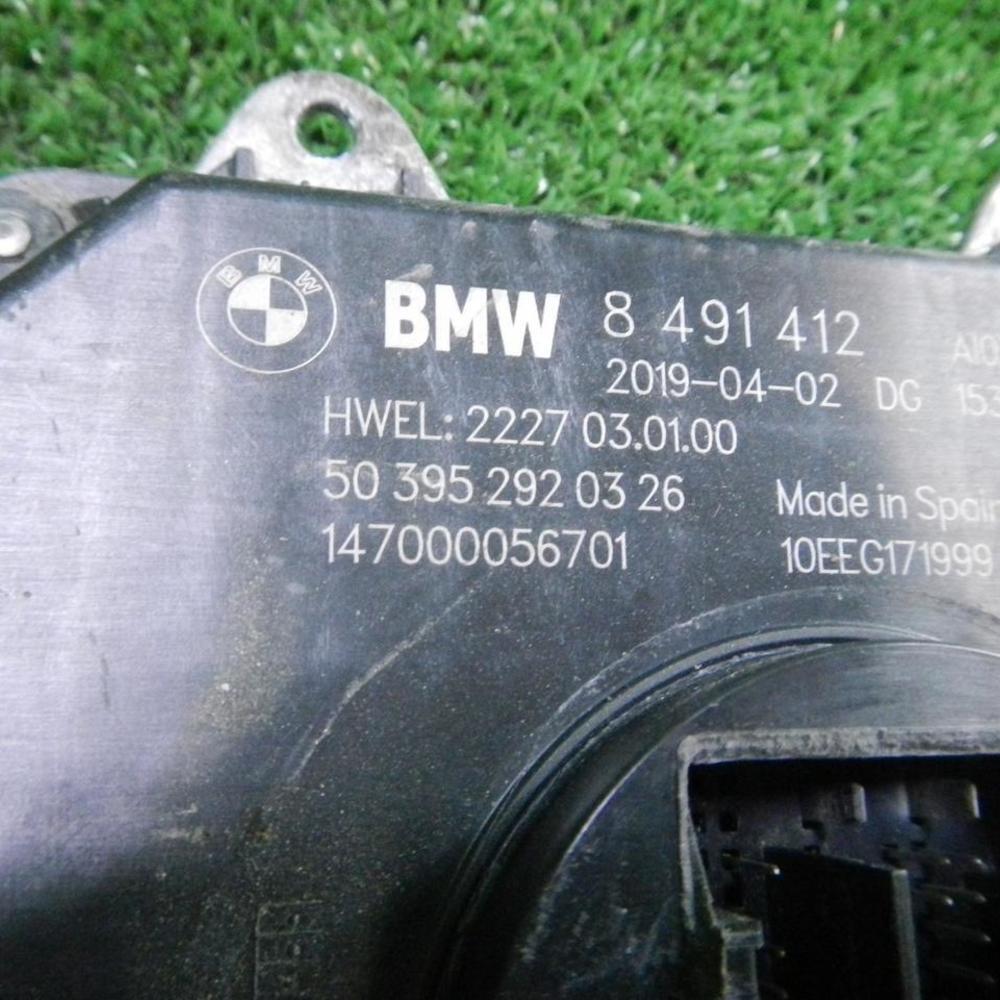 BMW
BMW 8 491 412
2019-04-02 DG
HWEL: 2227 03.01.00
50 395 292 03 26 Made in Spain
147000056701 10EEG171999